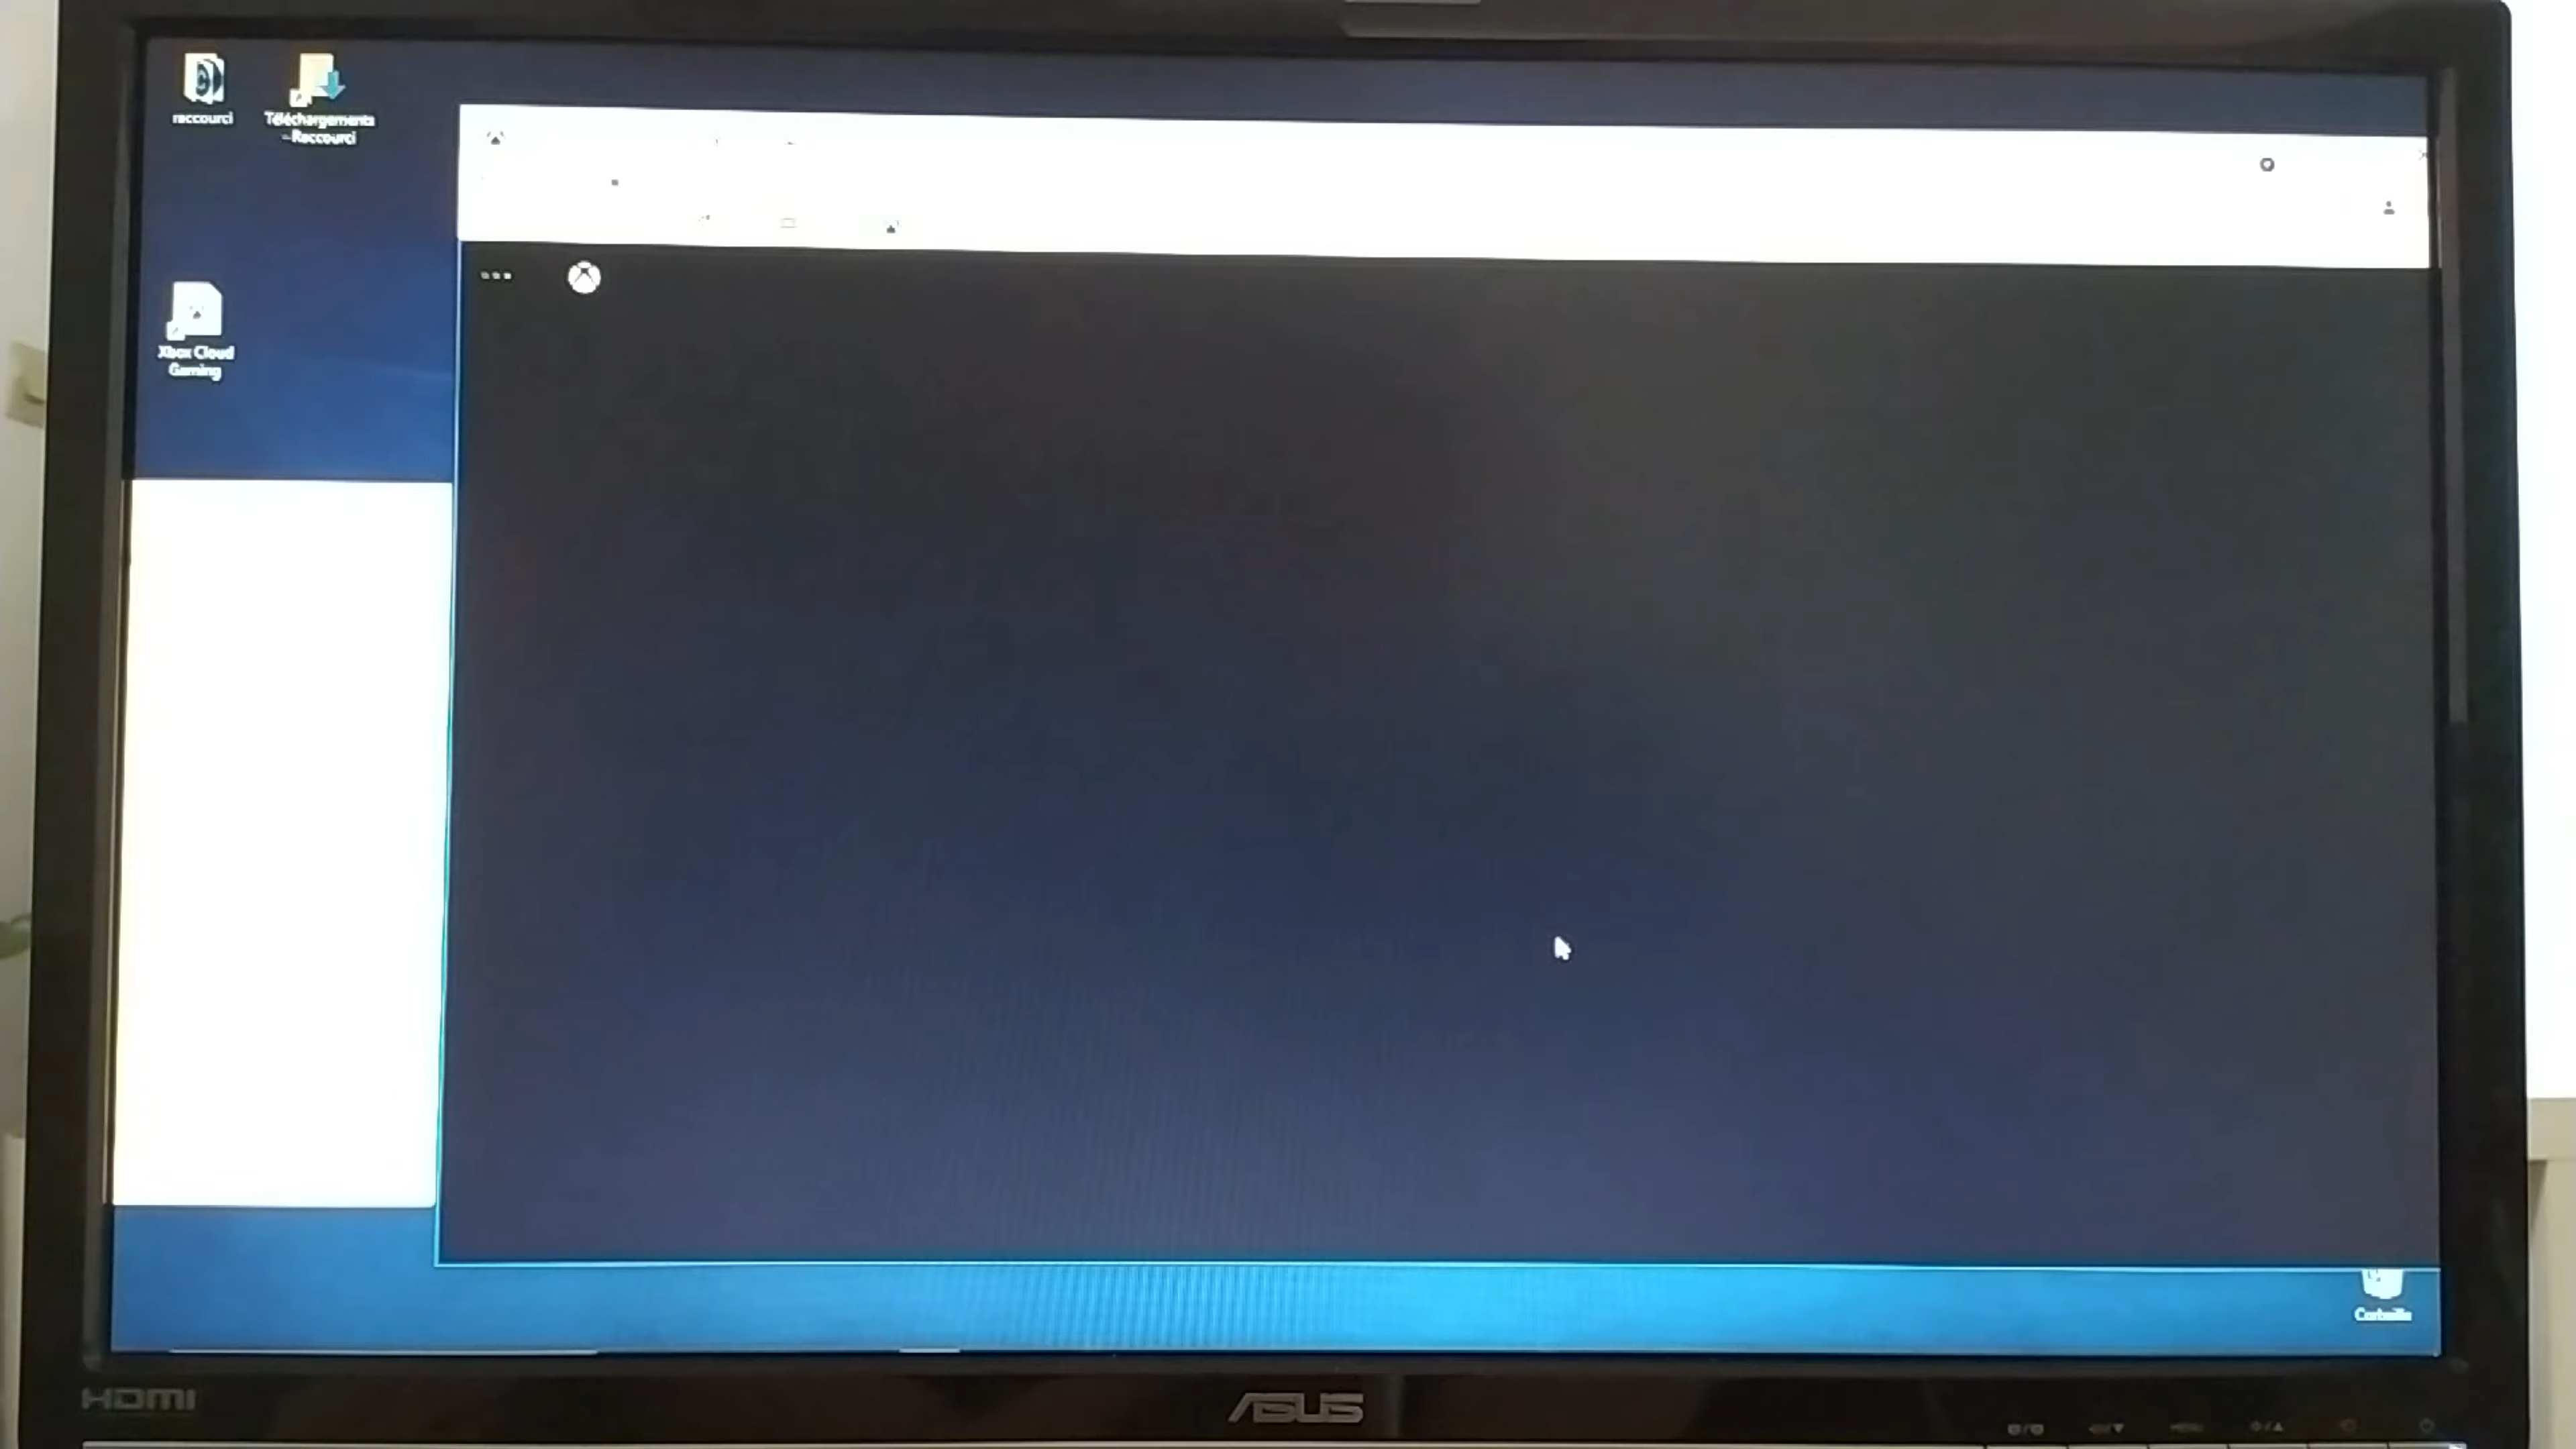 raccourci
Téléchargements
- Raccourci
Xbox Cloud
Gaming
Corbeille
HDMI
ASUS